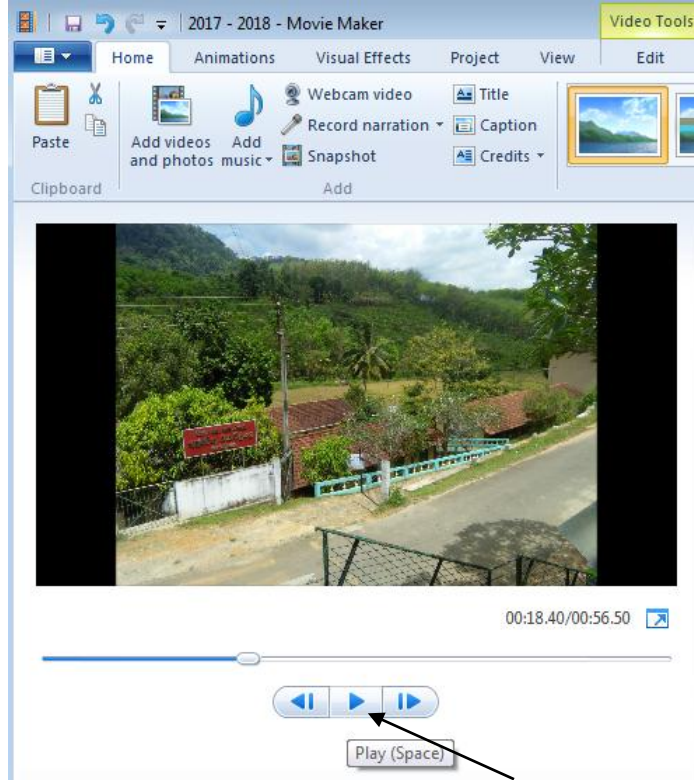 2017 - 2018 - Movie Maker
Video Tools
Home Animations Visual Effects Project View Edit
Paste
Add videos and photos
Add music
Webcam video
Record narration
Snapshot
Title
Caption
Credits
Clipboard
Add
00:18.40/00:56.50
Play (Space)